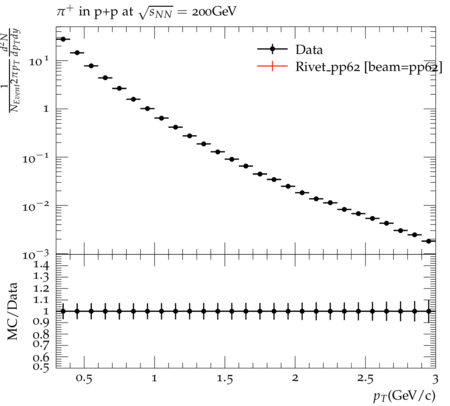 π⁺ in p+p at √s_NN = 200GeV
1/(N_Event 2πp_T) d²N/(dp_T dy)
Data
Rivet_pp62 [beam=pp62]
10¹
1
10⁻¹
10⁻²
10⁻³
MC/Data
1.4
1.3
1.2
1.1
1
0.9
0.8
0.7
0.6
0.5
0.5 1 1.5 2 2.5 3
p_T(GeV/c)